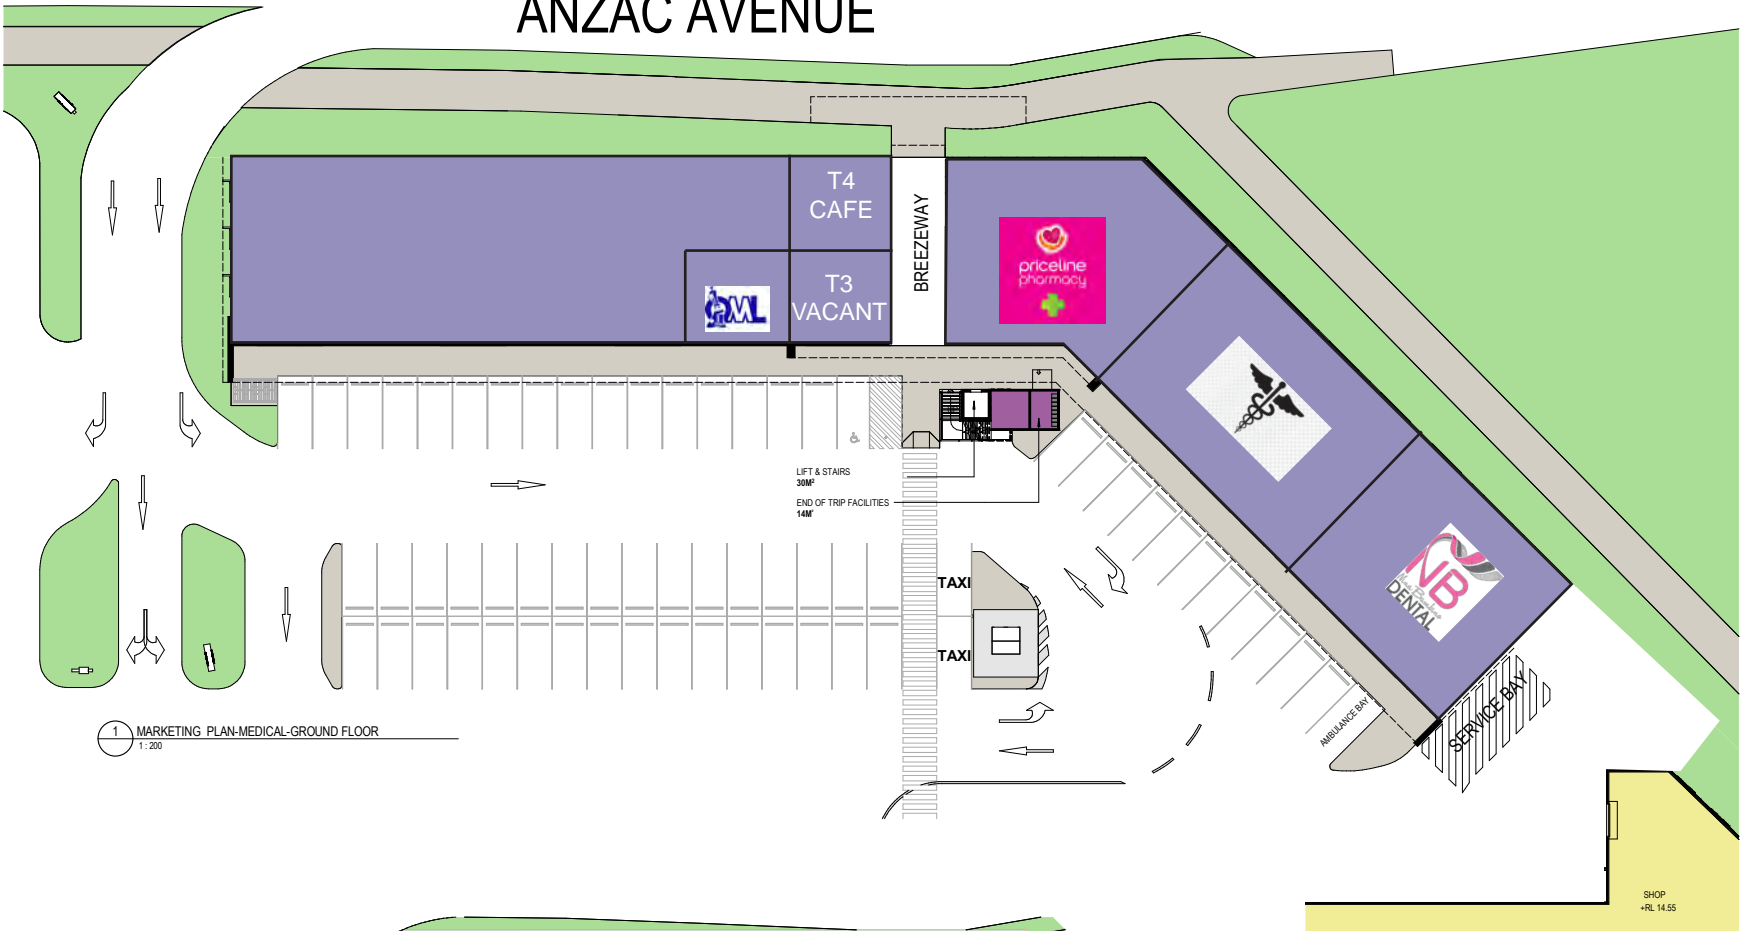 ANZAC AVENUE
T4
CAFE
BREEZEWAY
priceline
pharmacy
T3
VACANT
QML
LIFT & STAIRS
30M²
END OF TRIP FACILITIES
14M²
NB
DENTAL
TAXI
TAXI
AMBULANCE BAY
SERVICE BAY
1
MARKETING PLAN-MEDICAL-GROUND FLOOR
1 : 200
SHOP
+RL 14.55